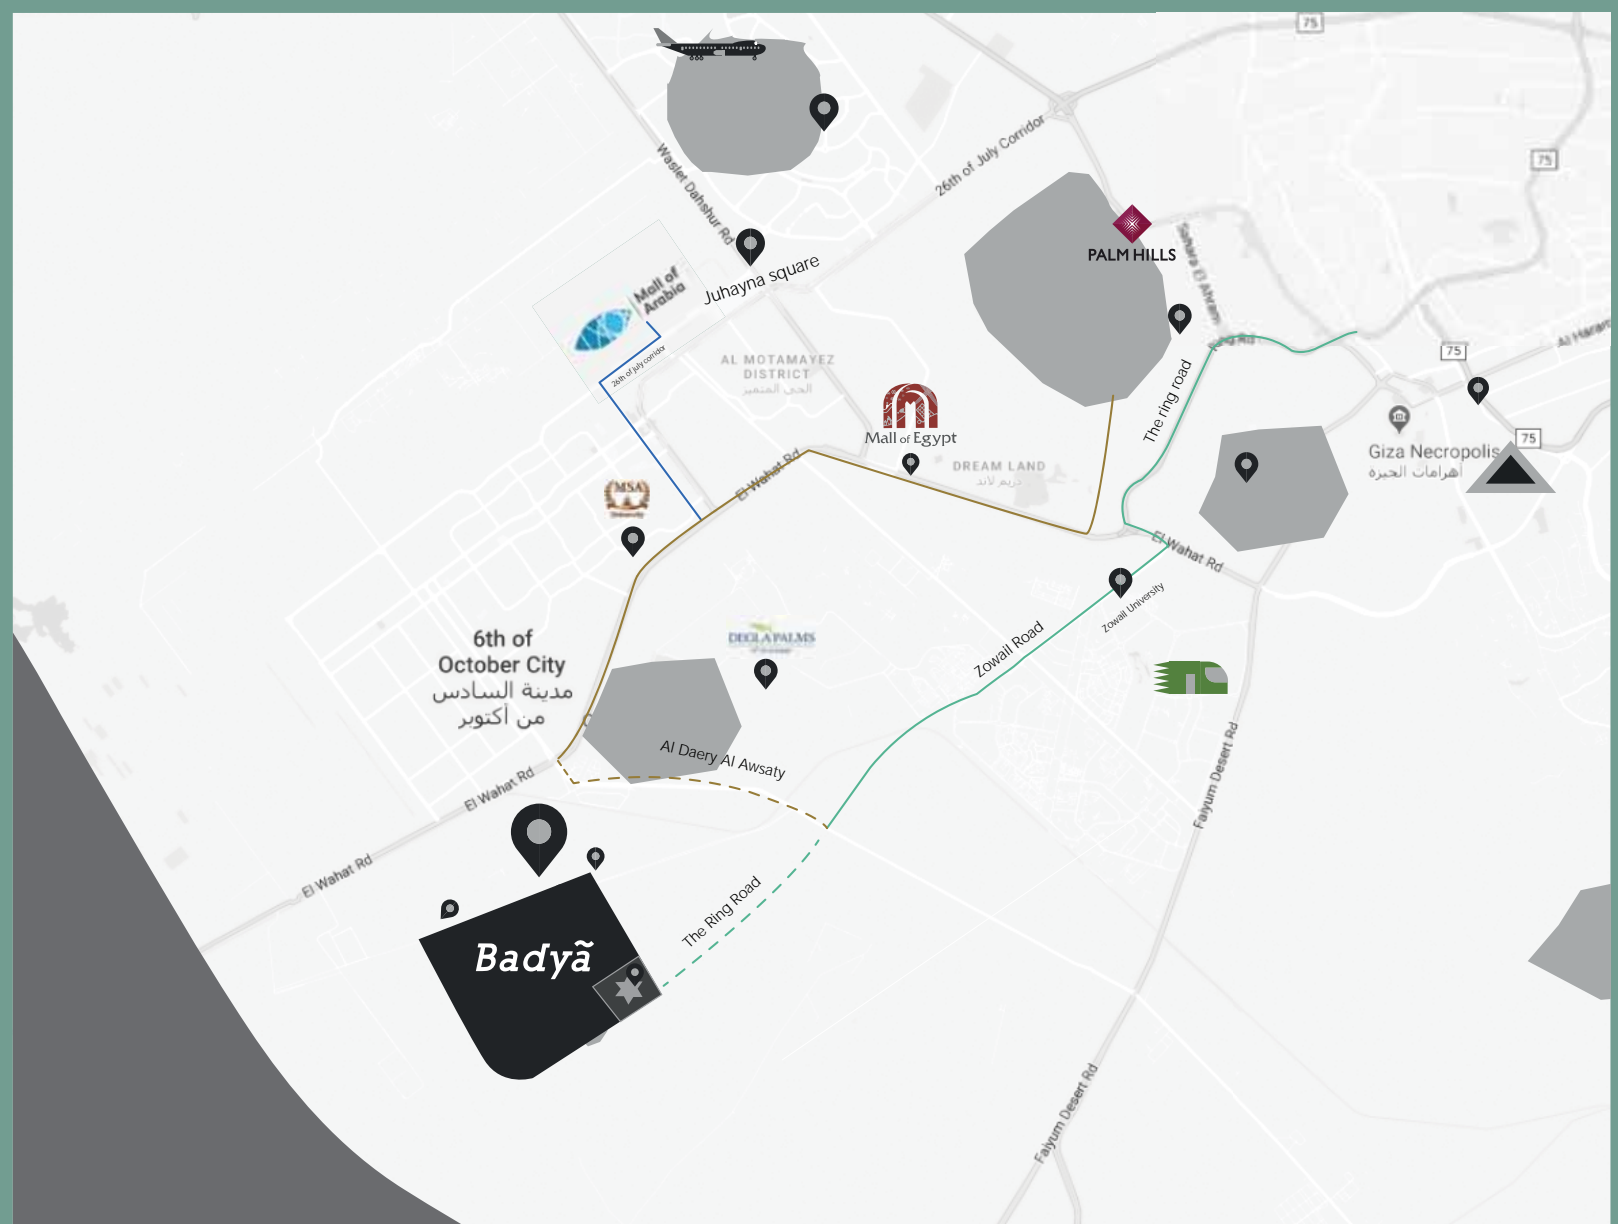 75
75
26th of July Corridor
Waslet Dahshur Rd
PALM HILLS
Sahara El Ahram
Juhayna square
Mall of
Arabia
26th of july corridor
Ring Rd
Al Haram
75
AL MOTAMAYEZ
DISTRICT
الحي المتميز
The ring road
Mall of Egypt
DREAM LAND
دريم لاند
75
Giza Necropolis
أهرامات الجيزة
El Wahat Rd
MSA
University
El Wahat Rd
Zowail University
6th of
October City
مدينة السادس
من أكتوبر
DEGLA PALMS
Zowail Road
Al Daery Al Awsaty
El Wahat Rd
Faiyum Desert Rd
El Wahat Rd
The Ring Road
Badyã
Faiyum Desert Rd